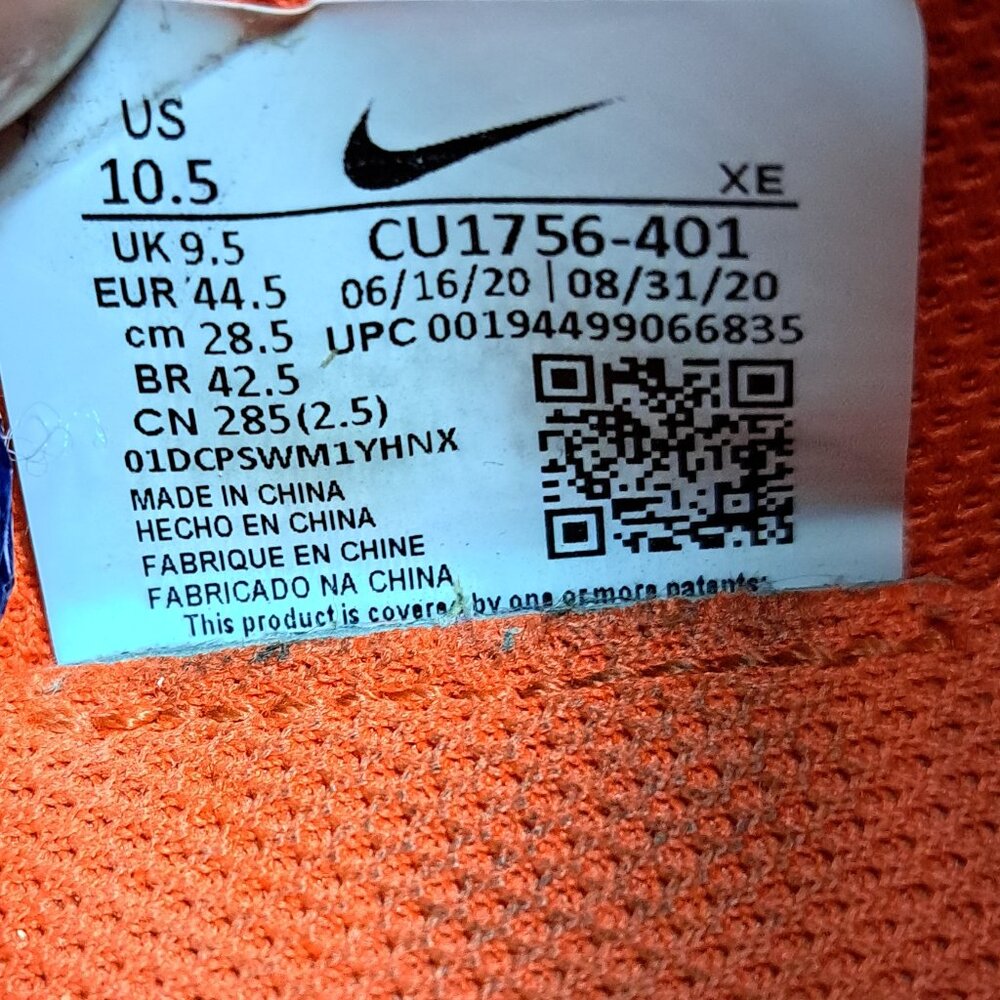 US
10.5
XE
UK 9.5
CU1756-401
EUR 44.5
06/16/20 | 08/31/20
cm 28.5
UPC 00194499066835
BR 42.5
CN 285(2.5)
01DCPSWM1YHNX
MADE IN CHINA
HECHO EN CHINA
FABRIQUE EN CHINE
FABRICADO NA CHINA
This product is covered by one or more patents: